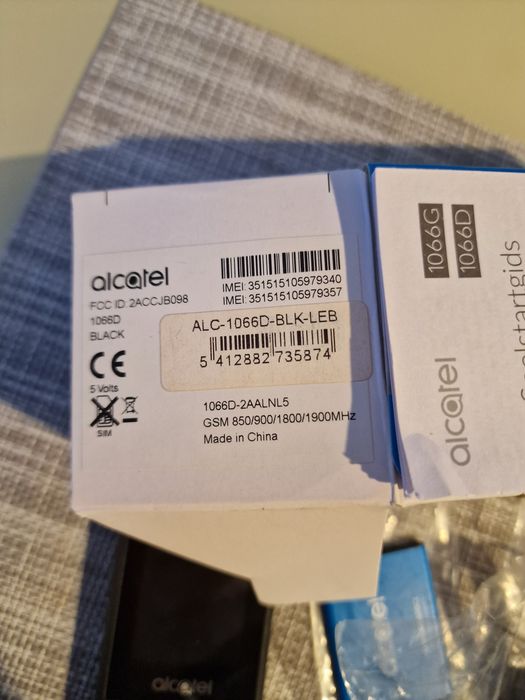 alcatel
FCC ID 2ACCJB098
1066D
BLACK
5 Volts
SIM
IMEI: 351515105979340
IMEI: 351515105979357
ALC-1066D-BLK-LEB
5 412882 735874
1066D-2AALNL5
GSM 850/900/1800/1900MHz
Made in China
1066G
1066D
alcatel
alcatel
alcatel